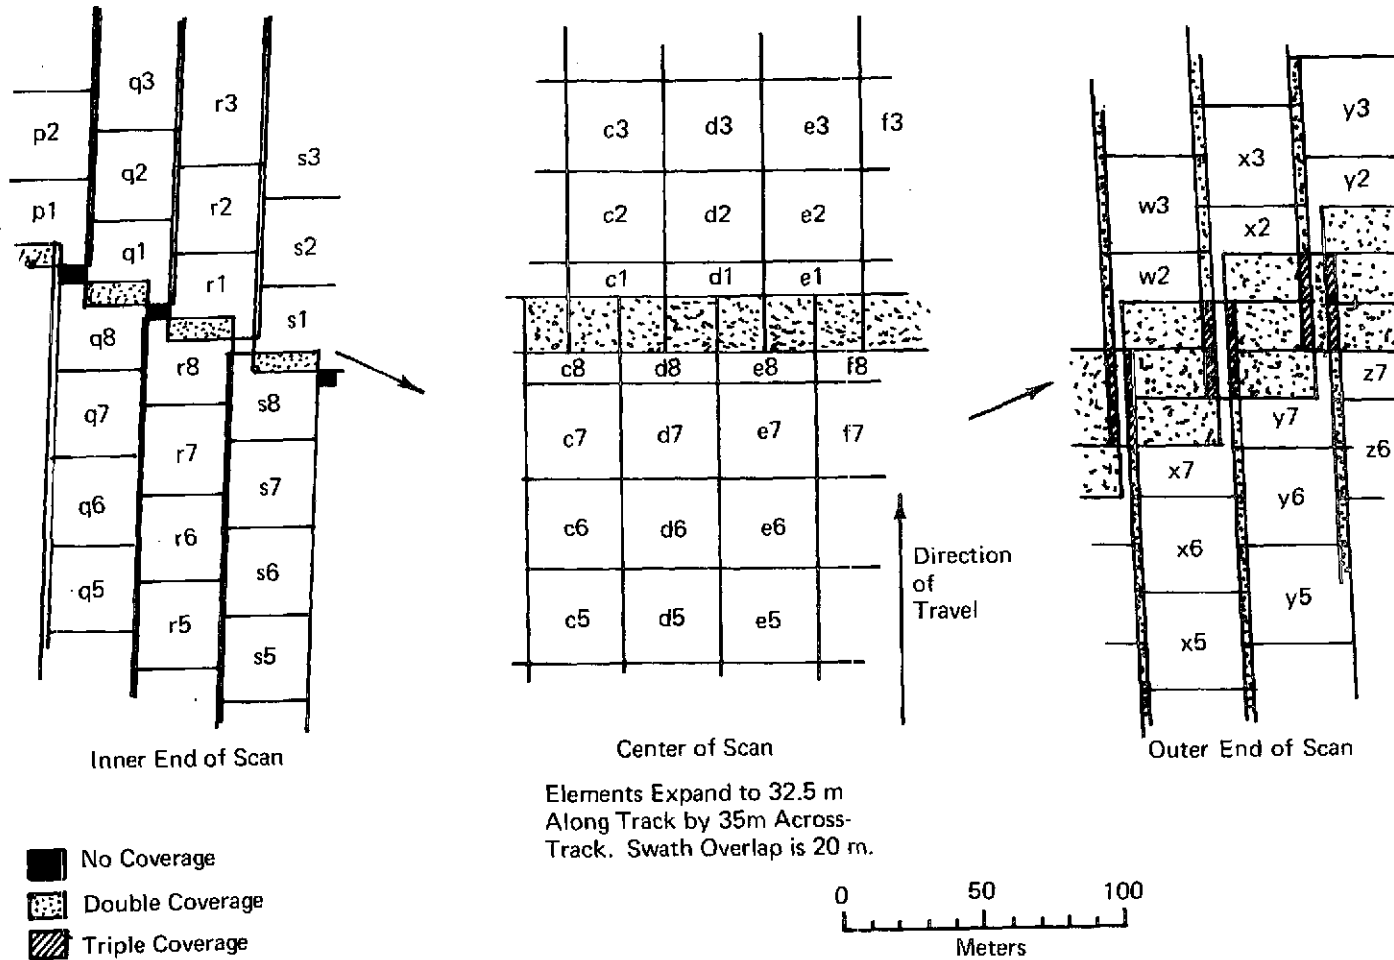 p2
p1
q3
q2
q1
r3
r2
r1
s3
s2
s1
q8
q7
q6
q5
r8
r7
r6
r5
s8
s7
s6
s5
Inner End of Scan
c3 d3 e3 f3
c2 d2 e2
c1 d1 e1
c8 d8 e8 f8
c7 d7 e7 f7
c6 d6 e6
c5 d5 e5
Center of Scan
Elements Expand to 32.5 m
Along Track by 35m Across-
Track. Swath Overlap is 20 m.
Direction
of
Travel
w3
w2
x3
x2
y3
y2
x7
x6
x5
y7
y6
y5
z7
z6
Outer End of Scan
No Coverage
Double Coverage
Triple Coverage
0 50 100
Meters